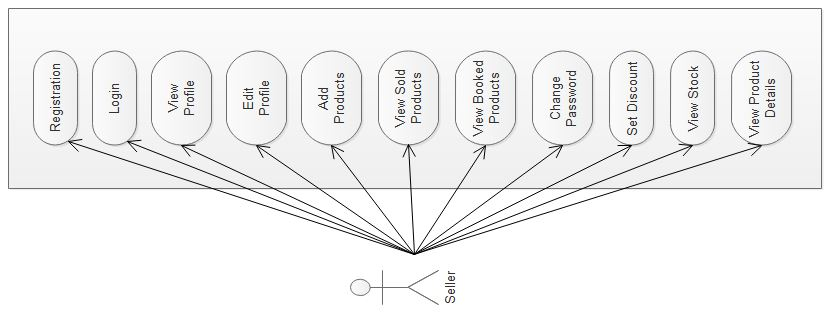 Registration
Login
View
Profile
Edit
Profile
Add
Products
View Sold
Products
View Booked
Products
Change
Password
Set Discount
View Stock
View Product
Details
Seller